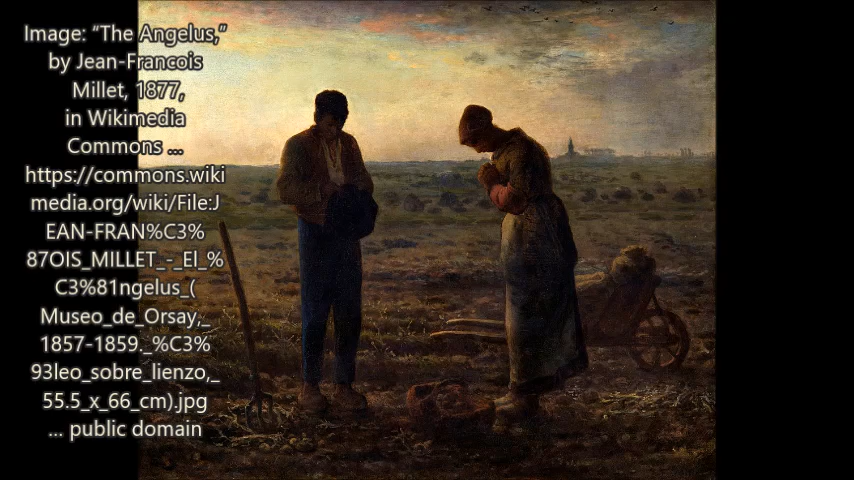 Image: “The Angelus,”
by Jean-Francois
Millet, 1877,
in Wikimedia
Commons ...
https://commons.wiki
media.org/wiki/File:J
EAN-FRAN%C3%
87OIS_MILLET_-_El_%
C3%81ngelus_(
Museo_de_Orsay,_
1857-1859._%C3%
93leo_sobre_lienzo,_
55.5_x_66_cm).jpg
... public domain